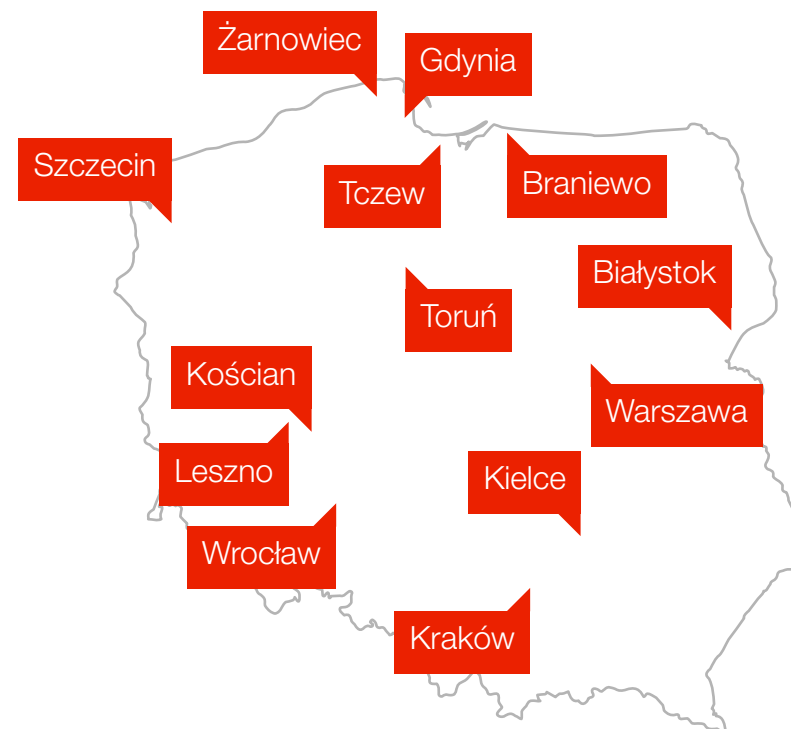 Żarnowiec
Gdynia
Szczecin
Tczew
Braniewo
Białystok
Toruń
Kościan
Warszawa
Leszno
Kielce
Wrocław
Kraków